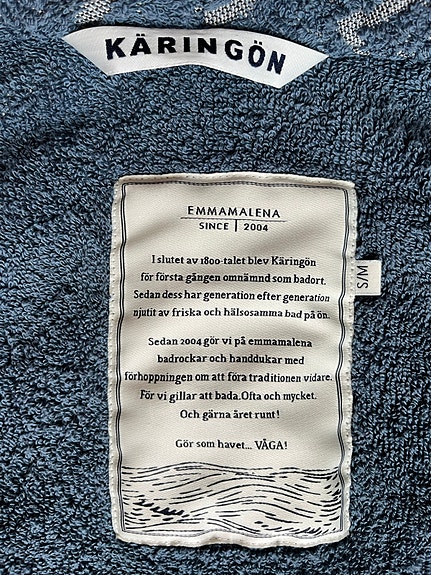 KÄRINGÖN
EMMAMALENA
SINCE | 2004
I slutet av 1800-talet blev Käringön
för första gången omnämnd som badort.
Sedan dess har generation efter generation
njutit av friska och hälsosamma bad på ön.
Sedan 2004 gör vi på emmamalena
badrockar och handdukar med
förhoppningen om att föra traditionen vidare.
För vi gillar att bada.Ofta och mycket.
Och gärna året runt!
Gör som havet... VÅGA!
S/M